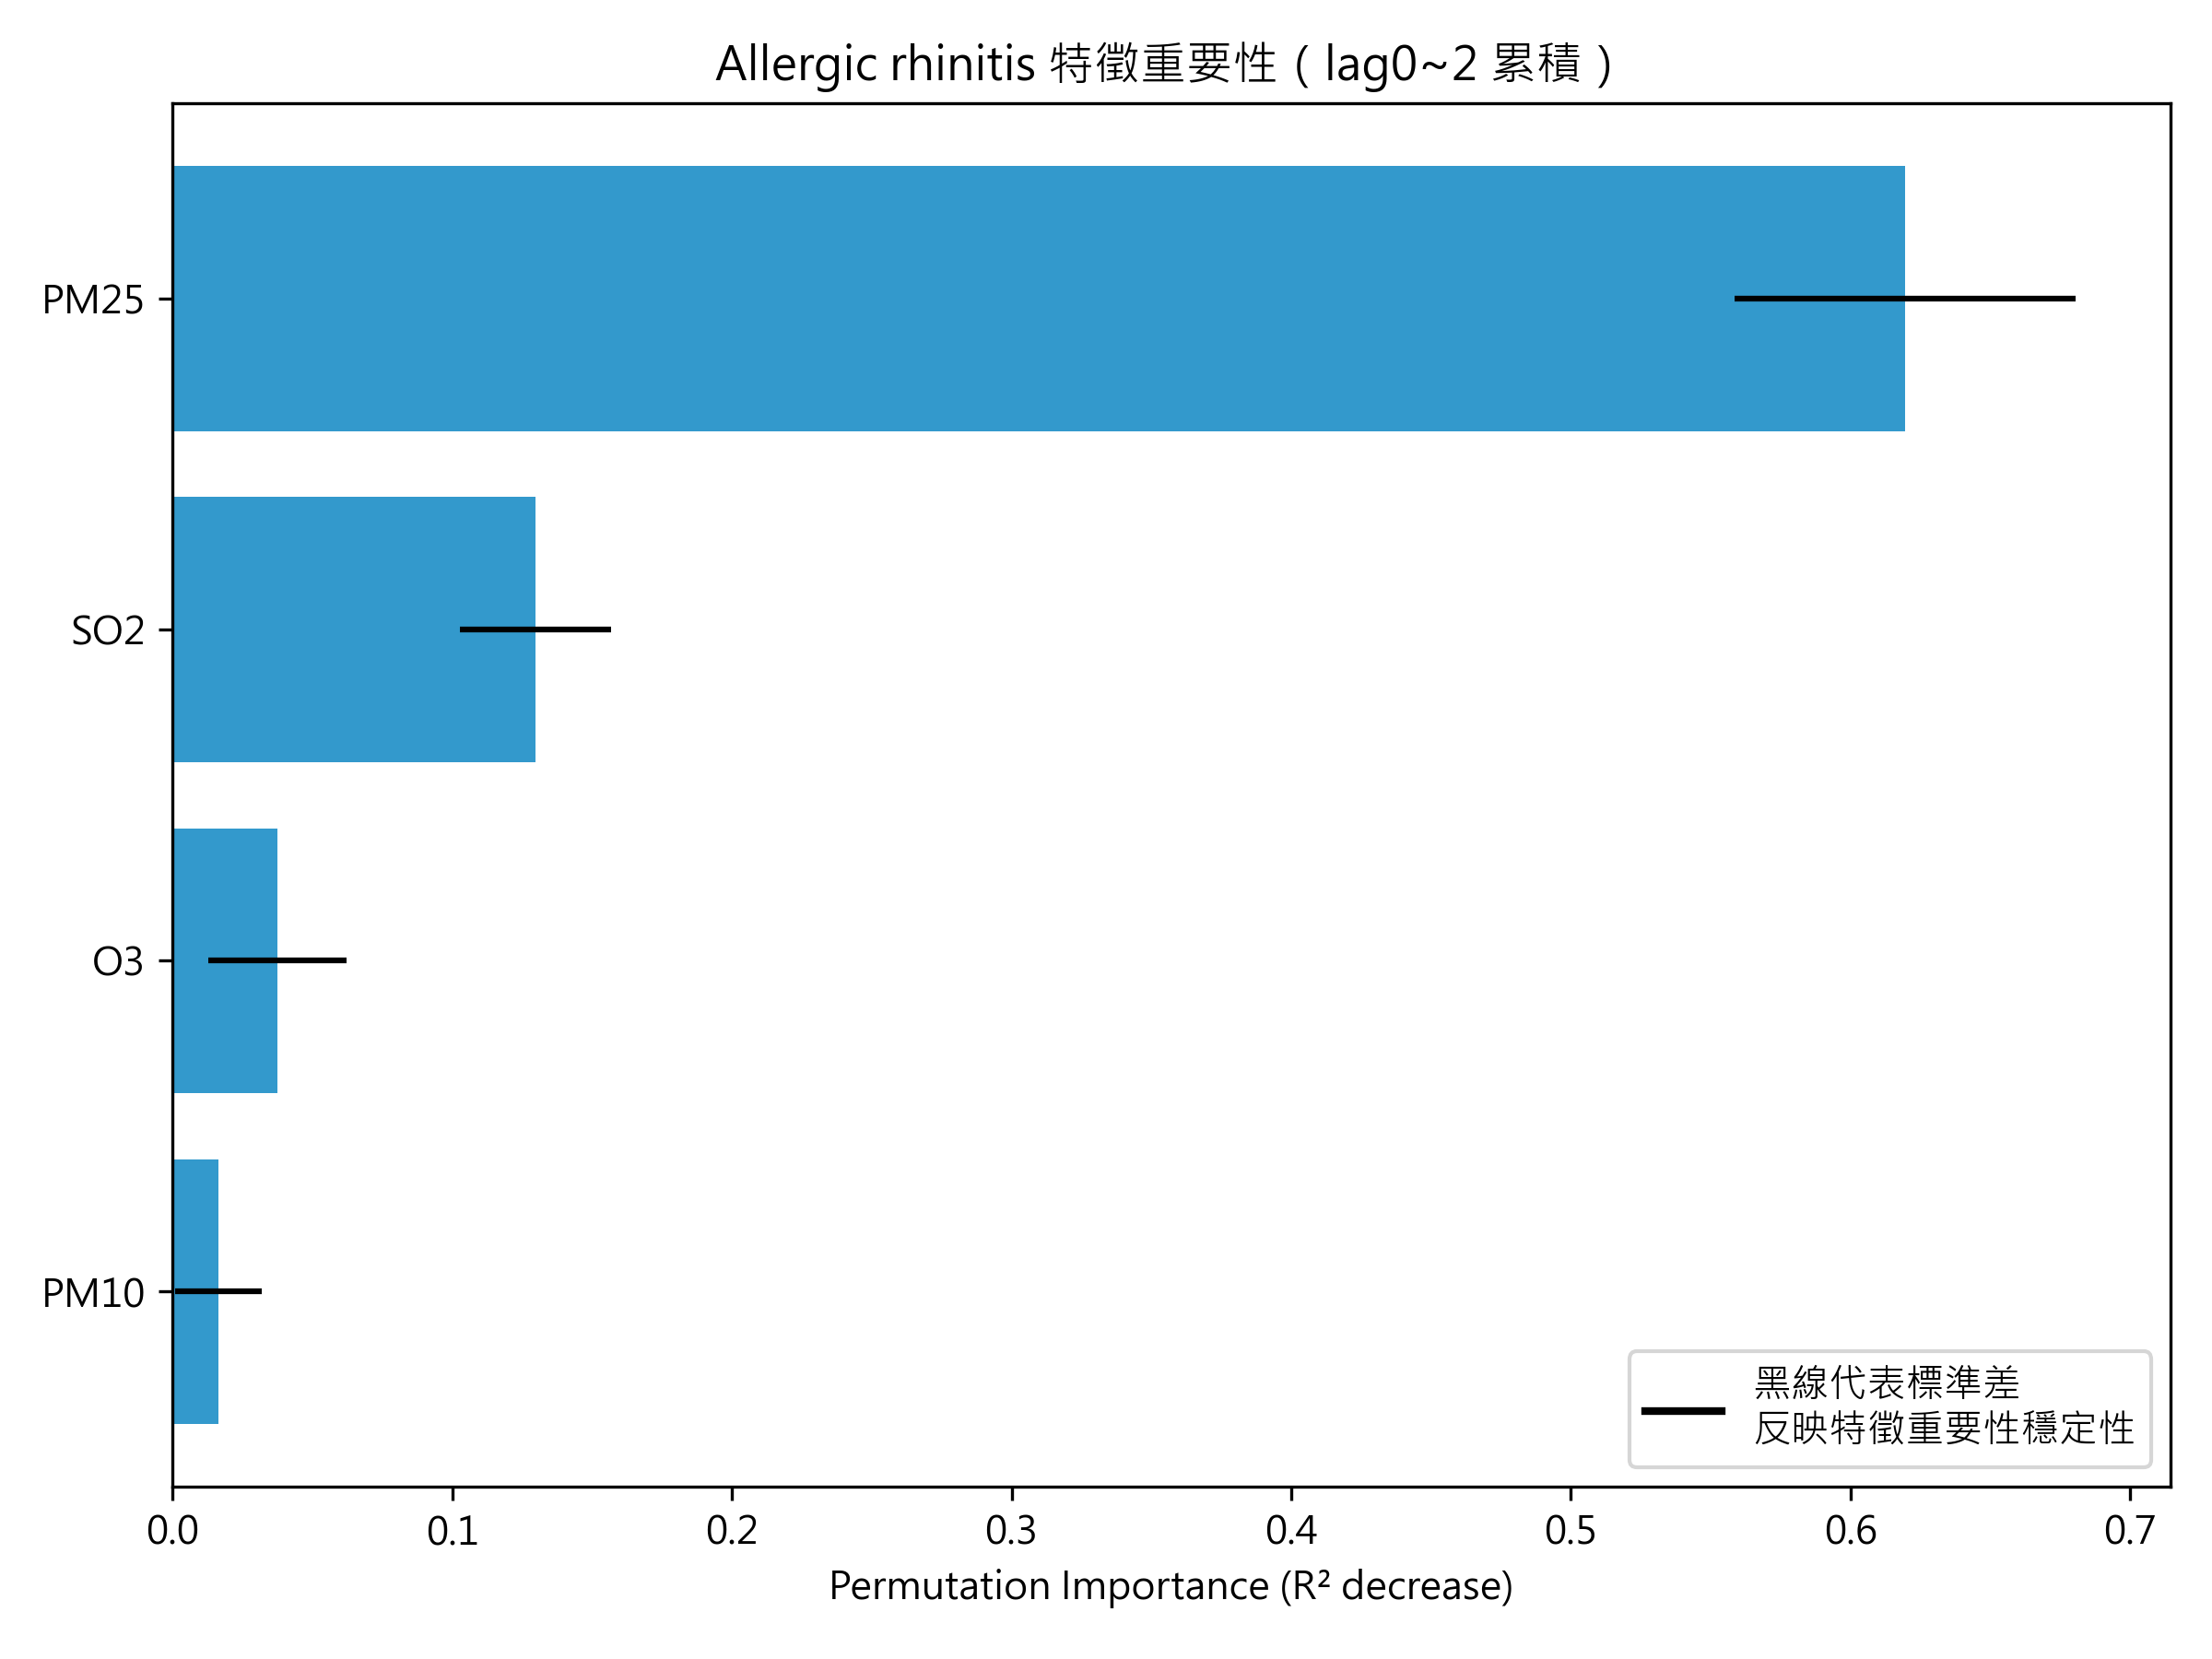 Allergic rhinitis 特徵重要性（lag0~2 累積）
PM25
SO2
O3
PM10
黑線代表標準差
反映特徵重要性穩定性
0.0 0.1 0.2 0.3 0.4 0.5 0.6 0.7
Permutation Importance (R² decrease)